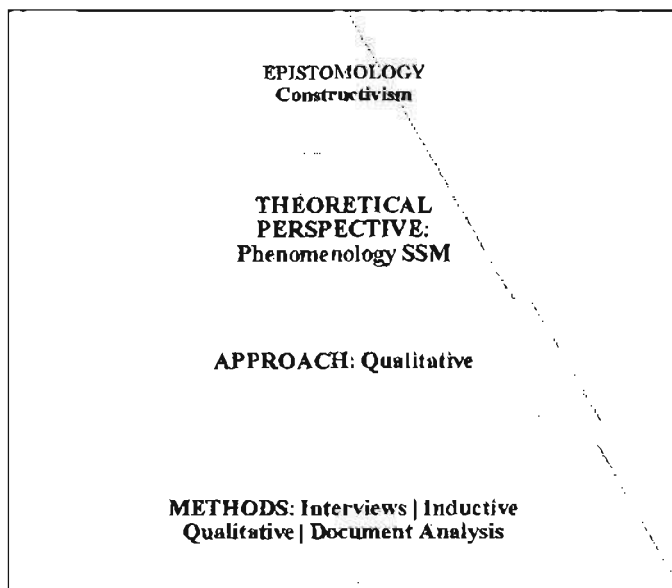 EPISTOMOLOGY
Constructivism
THEORETICAL
PERSPECTIVE:
Phenomenology SSM
APPROACH: Qualitative
METHODS: Interviews | Inductive
Qualitative | Document Analysis